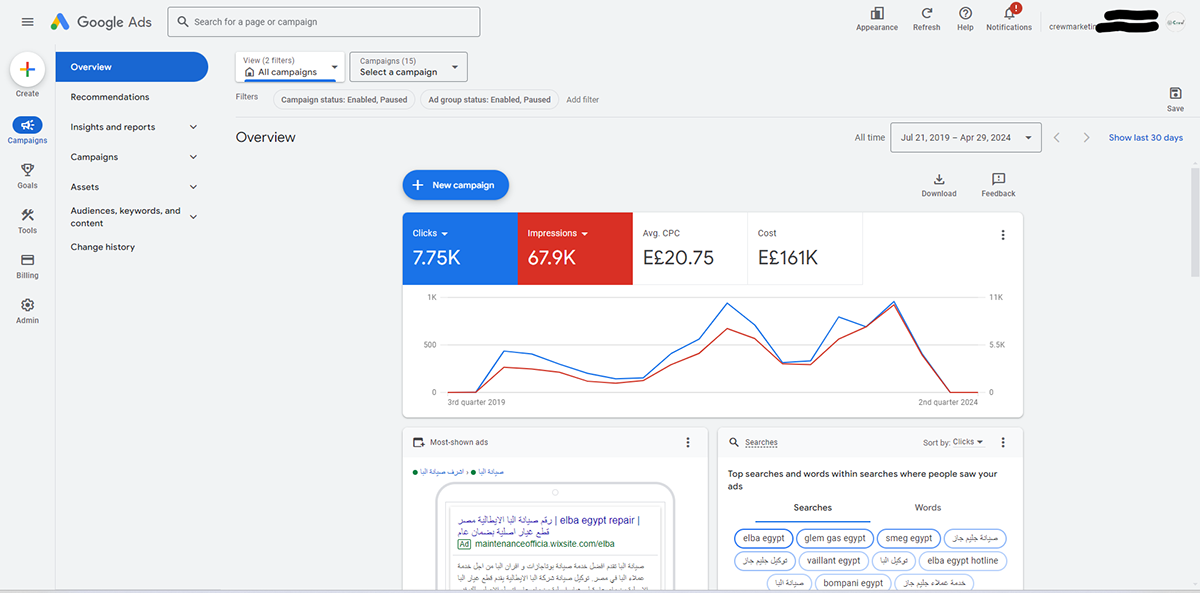 Google Ads
Search for a page or campaign
Appearance
Refresh
Help
Notifications
crewmarketin
Create
Campaigns
Goals
Tools
Billing
Admin
Overview
Recommendations
Insights and reports
Campaigns
Assets
Audiences, keywords, and
content
Change history
View (2 filters)
All campaigns
Campaigns (15)
Select a campaign
Filters
Campaign status: Enabled, Paused
Ad group status: Enabled, Paused
Add filter
Save
Overview
All time
Jul 21, 2019 – Apr 29, 2024
Show last 30 days
New campaign
Download
Feedback
Clicks
7.75K
Impressions
67.9K
Avg. CPC
E£20.75
Cost
E£161K
1K
500
0
11K
5.5K
0
3rd quarter 2019
2nd quarter 2024
Most-shown ads
صيانة البا › اشرف صيانة البا
رقم صيانة البا الايطالية مصر | elba egypt repair |
قطع غيار اصلية بضمان عام
Ad maintenanceofficia.wixsite.com/elba
صيانة البا تقدم افضل خدمة صيانة بوتاجازات و افران البا من اجل خدمة
عملاء البا في مصر. توكيل صيانة شركة البا الايطالية يقدم قطع غيار البا
Searches
Sort by: Clicks
Top searches and words within searches where people saw your
ads
Searches
Words
elba egypt
glem gas egypt
smeg egypt
صيانة جليم جاز
توكيل جليم جاز
vaillant egypt
توكيل البا
elba egypt hotline
صيانة البا
bompani egypt
خدمة عملاء جليم جاز